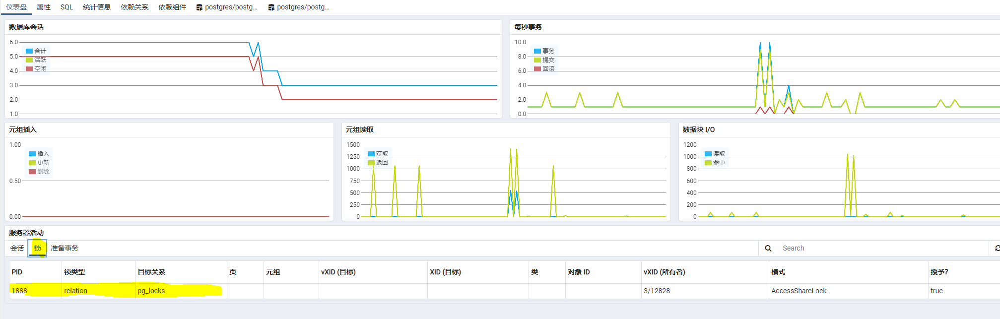 仪表盘 属性 SQL 统计信息 依赖关系 依赖组件 postgres/postg... postgres/postg...
数据库会话
6.0
5.0
4.0
3.0
2.0
1.0
合计
活跃
空闲
每秒事务
10.0
8.0
6.0
4.0
2.0
0.0
事务
提交
回滚
元组插入
1.00
0.50
0.00
插入
更新
删除
元组读取
1500
1250
1000
750
500
250
0
获取
返回
数据块 I/O
1200
1000
800
600
400
200
0
读取
命中
服务器活动
会话 锁 准备事务 Search
PID 锁类型 目标关系 页 元组 vXID (目标) XID (目标) 类 对象 ID vXID (所有者) 模式 授予?
1888 relation pg_locks 3/12828 AccessShareLock true